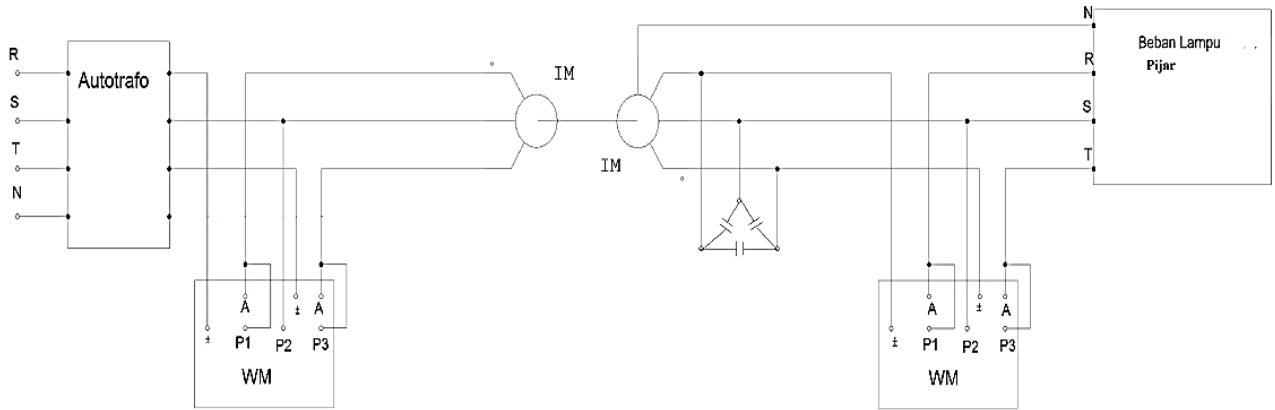 R
S
T
N
Autotrafo
IM
IM
N
R
S
T
Beban Lampu
Pijar
A
±
A
±
P1
P2
P3
WM
A
±
A
±
P1
P2
P3
WM